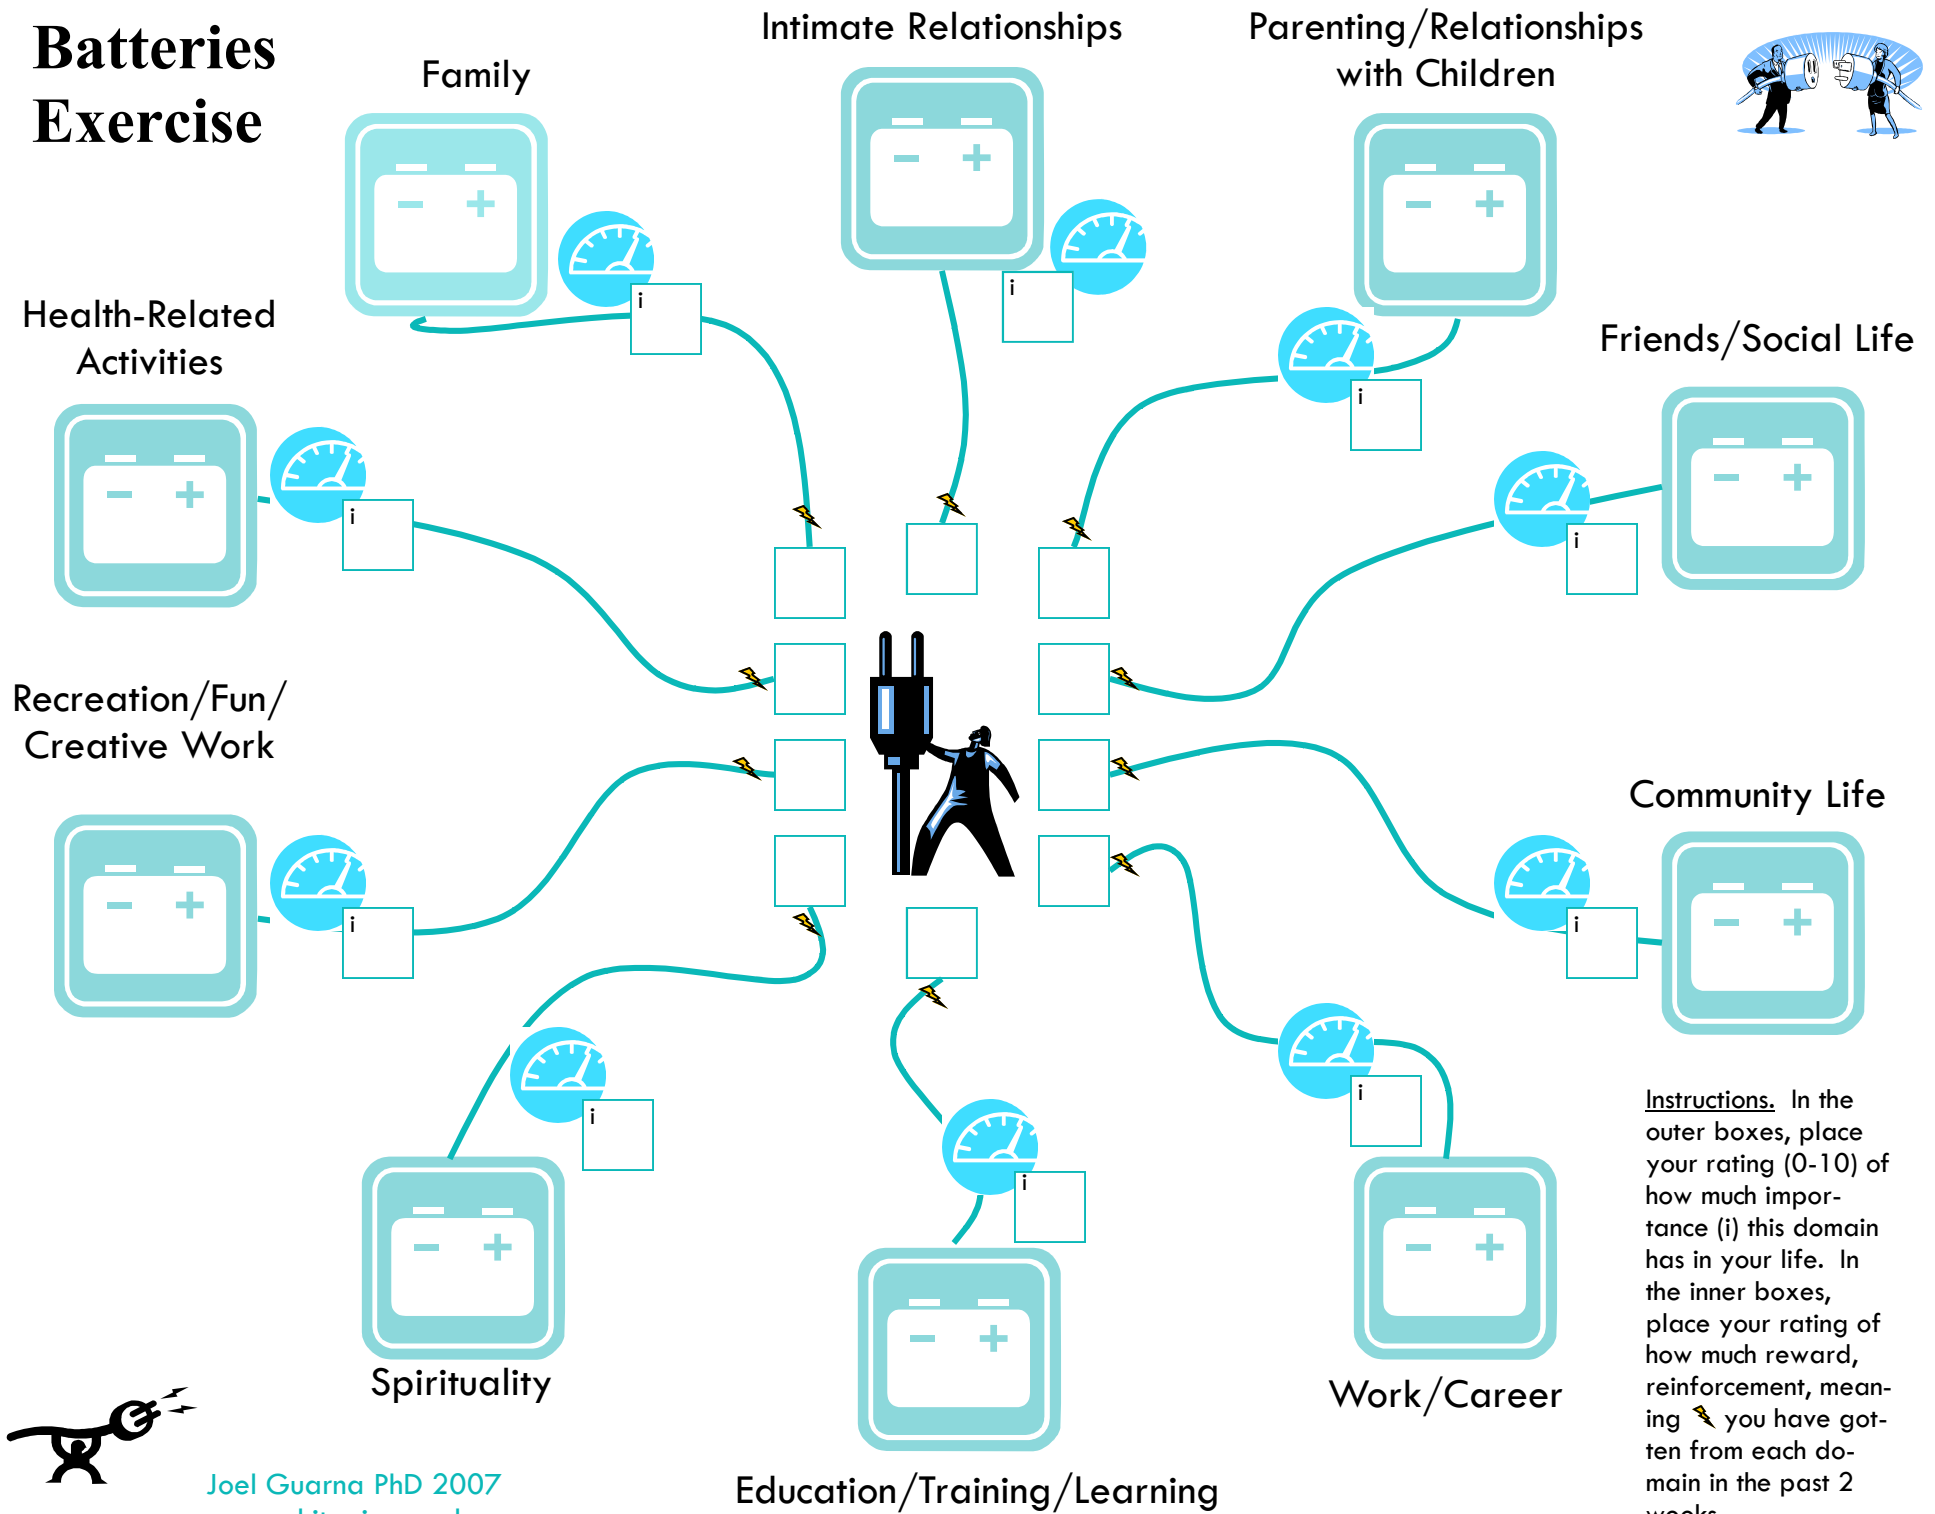 Batteries
Exercise
Family
Intimate Relationships
Parenting/Relationships
with Children
Health-Related
Activities
Friends/Social Life
Recreation/Fun/
Creative Work
Community Life
Spirituality
Education/Training/Learning
Work/Career
i
i
i
i
i
i
i
i
i
i
Instructions. In the
outer boxes, place
your rating (0-10) of
how much impor-
tance (i) this domain
has in your life. In
the inner boxes,
place your rating of
how much reward,
reinforcement, mean-
ing you have got-
ten from each do-
main in the past 2
weeks
Joel Guarna PhD 2007